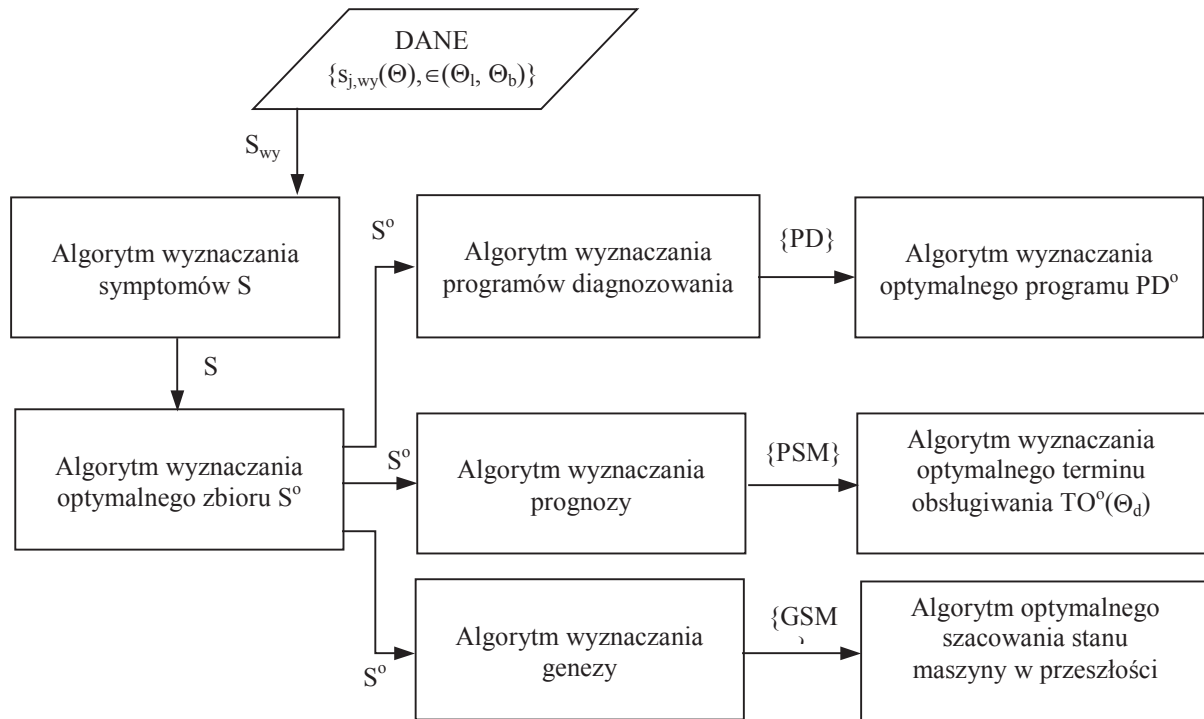 DANE
{s_j,wy(Θ),∈(Θ_l, Θ_b)}
S_wy
Algorytm wyznaczania
symptomów S
S
Algorytm wyznaczania
optymalnego zbioru S°
S°
Algorytm wyznaczania
programów diagnozowania
{PD}
Algorytm wyznaczania
optymalnego programu PD°
S°
Algorytm wyznaczania
prognozy
{PSM}
Algorytm wyznaczania
optymalnego terminu
obsługiwania TO°(Θ_d)
S°
Algorytm wyznaczania
genezy
{GSM
}
Algorytm optymalnego
szacowania stanu
maszyny w przeszłości